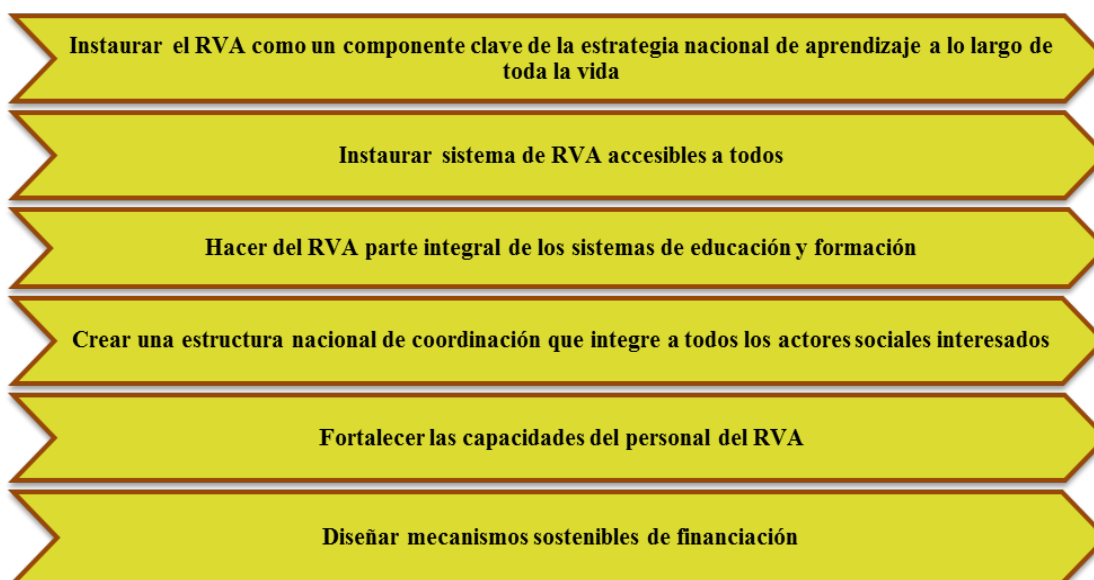 Instaurar el RVA como un componente clave de la estrategia nacional de aprendizaje a lo largo de
toda la vida
Instaurar sistema de RVA accesibles a todos
Hacer del RVA parte integral de los sistemas de educación y formación
Crear una estructura nacional de coordinación que integre a todos los actores sociales interesados
Fortalecer las capacidades del personal del RVA
Diseñar mecanismos sostenibles de financiación